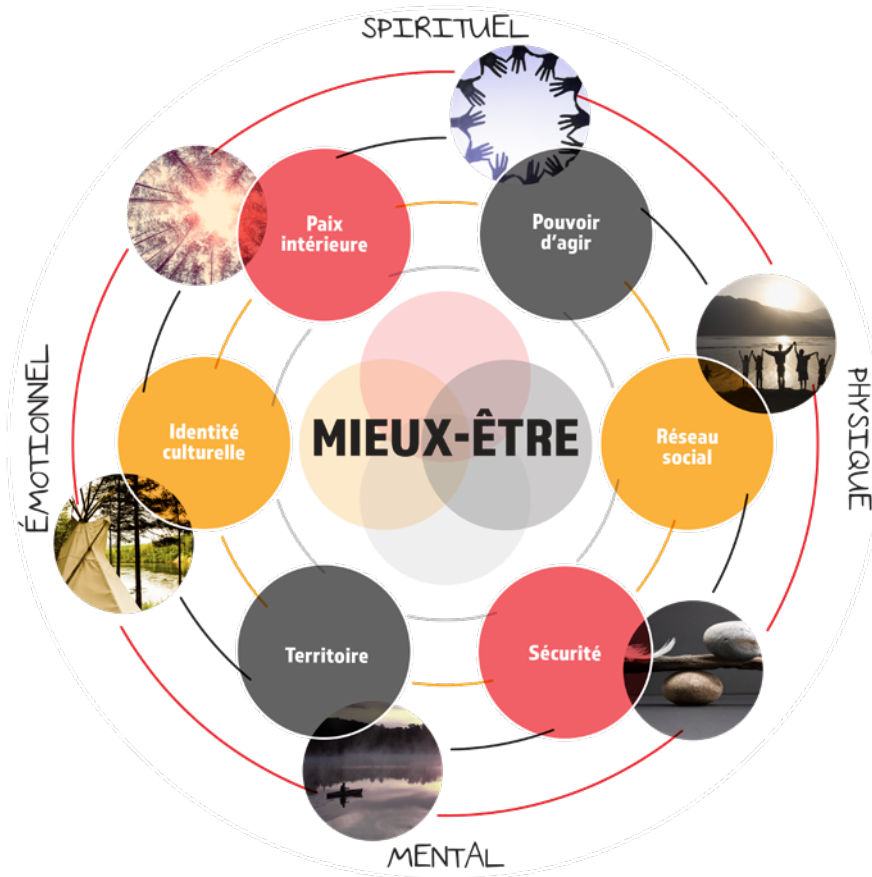 SPIRITUEL
Paix
intérieure
Pouvoir
d'agir
ÉMOTIONNEL
Identité
culturelle
MIEUX-ÊTRE
Réseau
social
PHYSIQUE
Territoire
Sécurité
MENTAL